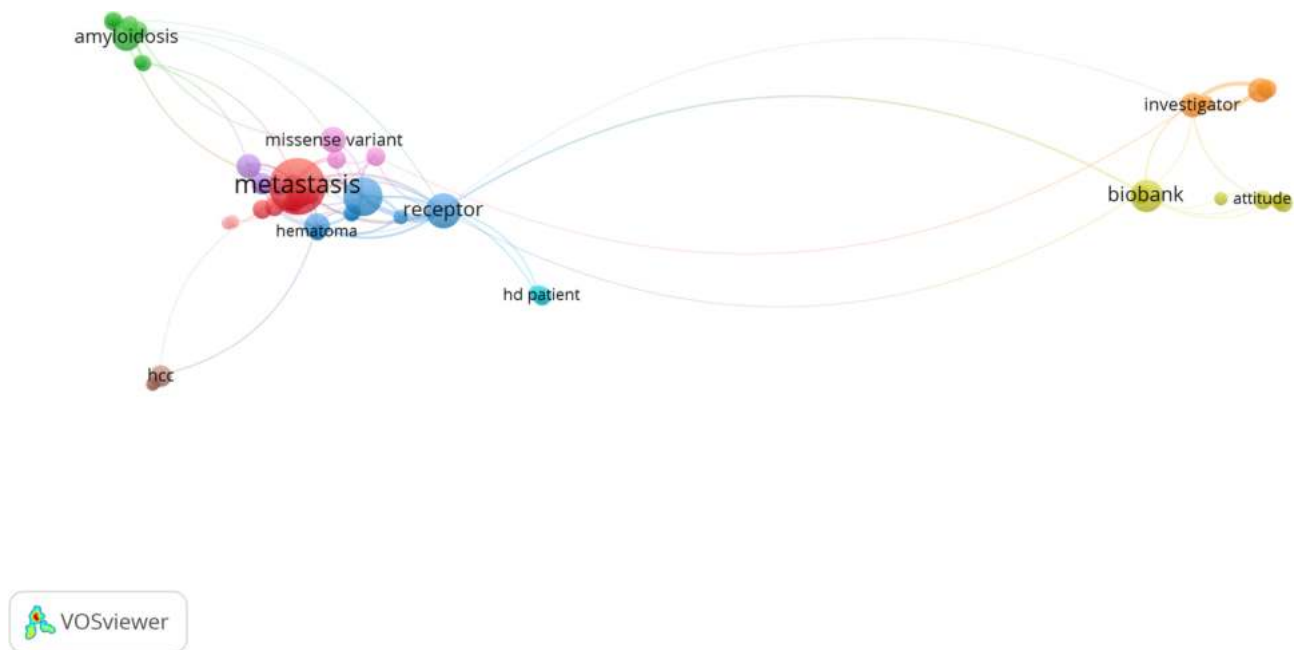 amyloidosis
investigator
missense variant
metastasis
biobank
attitude
receptor
hematoma
hd patient
hcc
VOSviewer